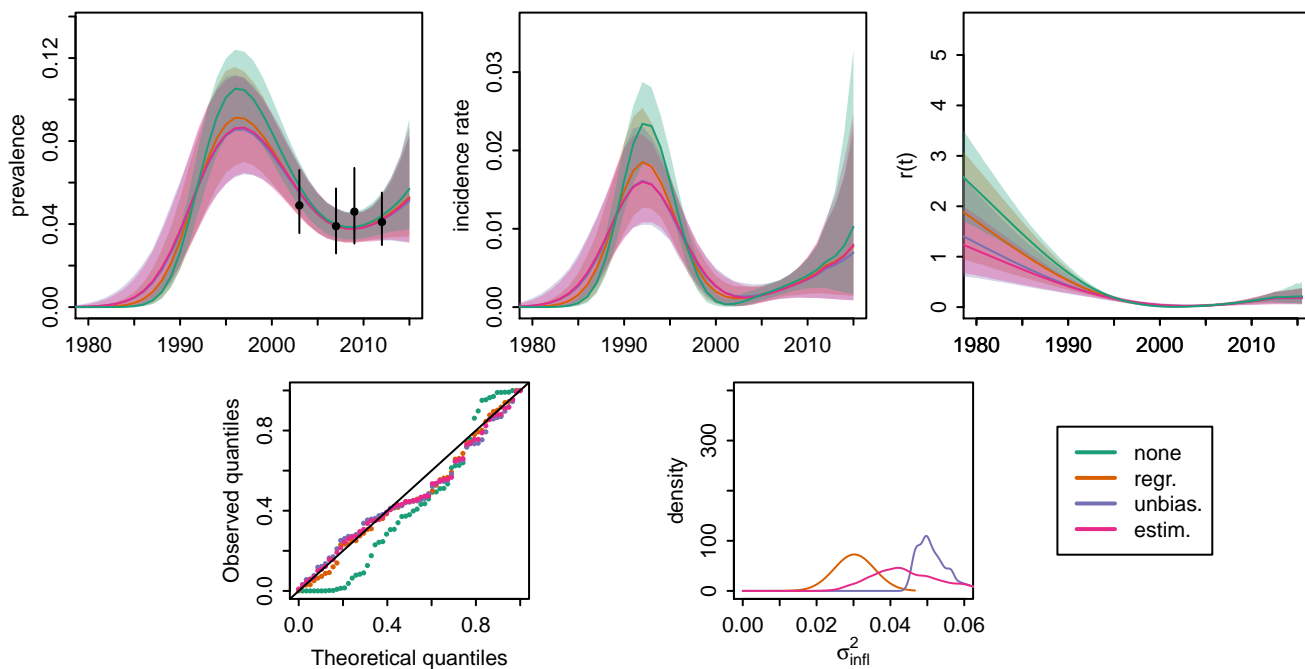 prevalence
0.00 0.04 0.08 0.12
1980 1990 2000 2010
incidence rate
0.00 0.01 0.02 0.03
1980 1990 2000 2010
r(t)
0 1 2 3 4 5
1980 1990 2000 2010
Observed quantiles
0.0 0.4 0.8
0.0 0.4 0.8
Theoretical quantiles
density
0 100 300
0.00 0.02 0.04 0.06
σ²infl
none
regr.
unbias.
estim.